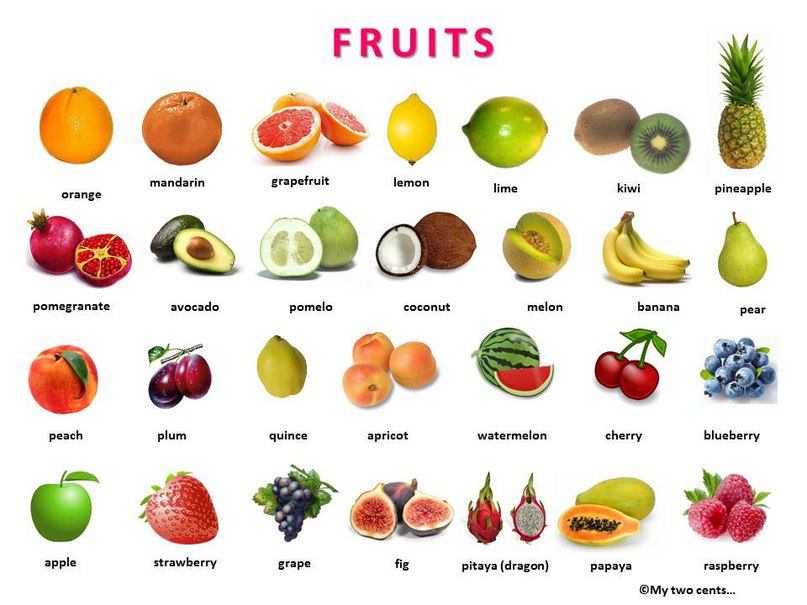 FRUITS
orange
mandarin
grapefruit
lemon
lime
kiwi
pineapple
pomegranate
avocado
pomelo
coconut
melon
banana
pear
peach
plum
quince
apricot
watermelon
cherry
blueberry
apple
strawberry
grape
fig
pitaya (dragon)
papaya
raspberry
©My two cents...